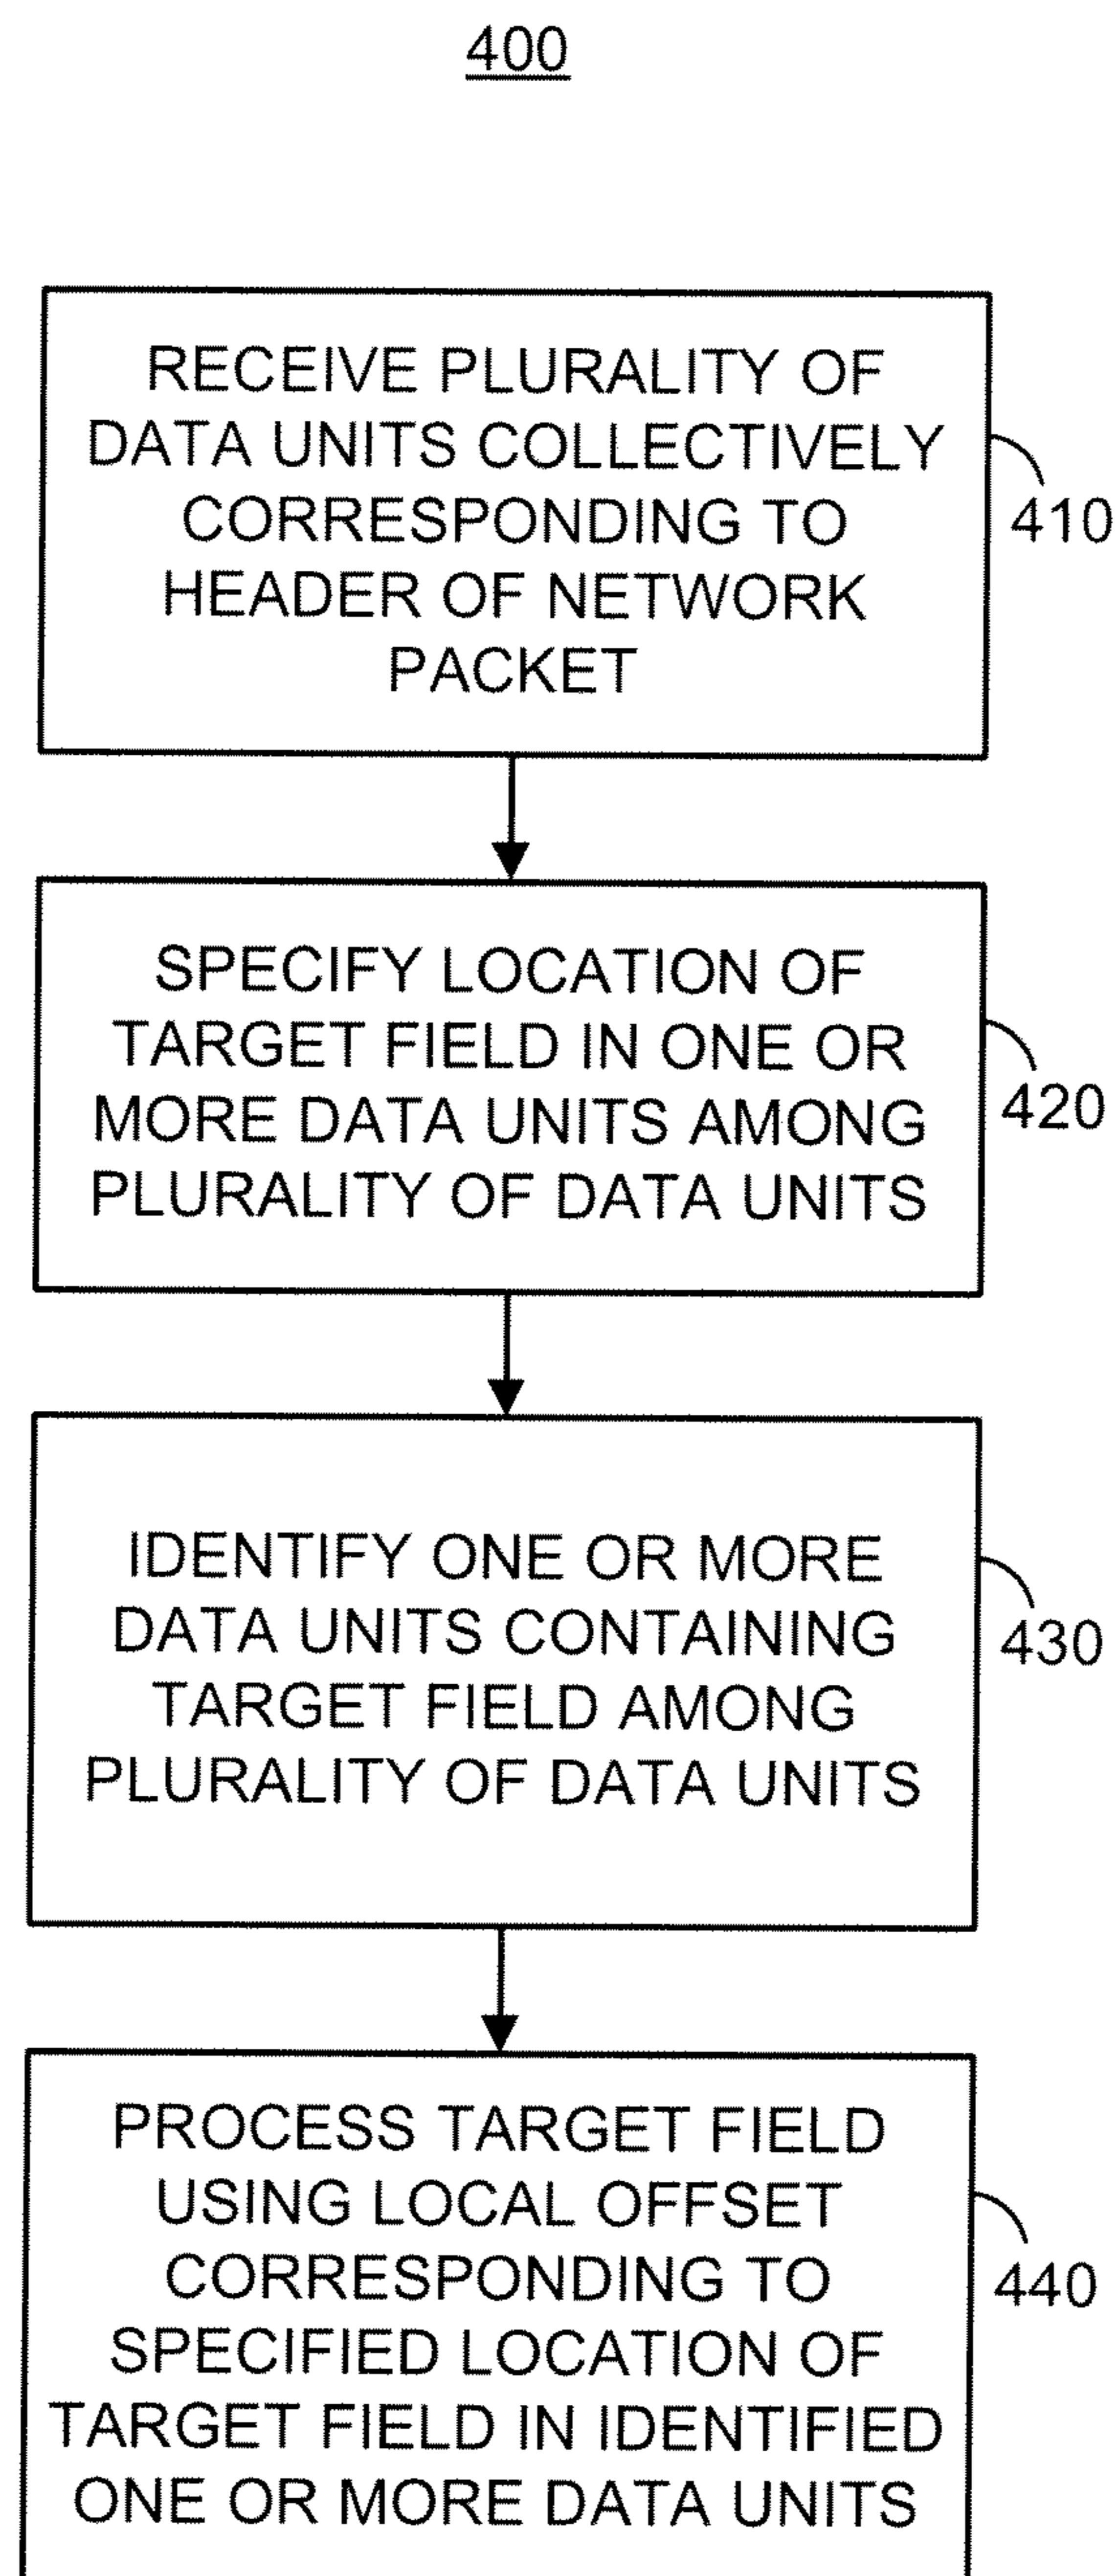 400
RECEIVE PLURALITY OF
DATA UNITS COLLECTIVELY
CORRESPONDING TO
HEADER OF NETWORK
PACKET
410
SPECIFY LOCATION OF
TARGET FIELD IN ONE OR
MORE DATA UNITS AMONG
PLURALITY OF DATA UNITS
420
IDENTIFY ONE OR MORE
DATA UNITS CONTAINING
TARGET FIELD AMONG
PLURALITY OF DATA UNITS
430
PROCESS TARGET FIELD
USING LOCAL OFFSET
CORRESPONDING TO
SPECIFIED LOCATION OF
TARGET FIELD IN IDENTIFIED
ONE OR MORE DATA UNITS
440